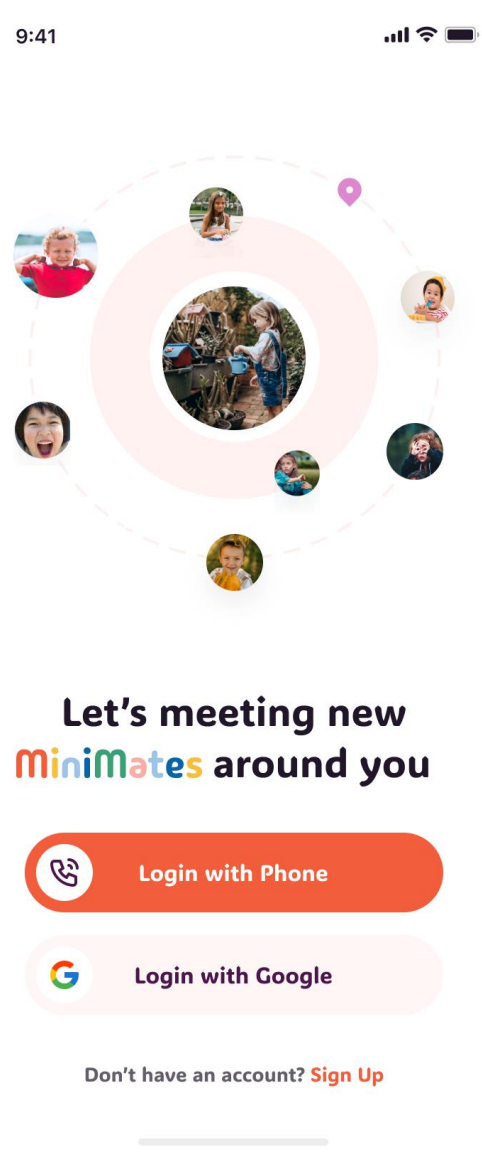 9:41
Let's meeting new
MiniMates around you
Login with Phone
Login with Google
Don't have an account? Sign Up